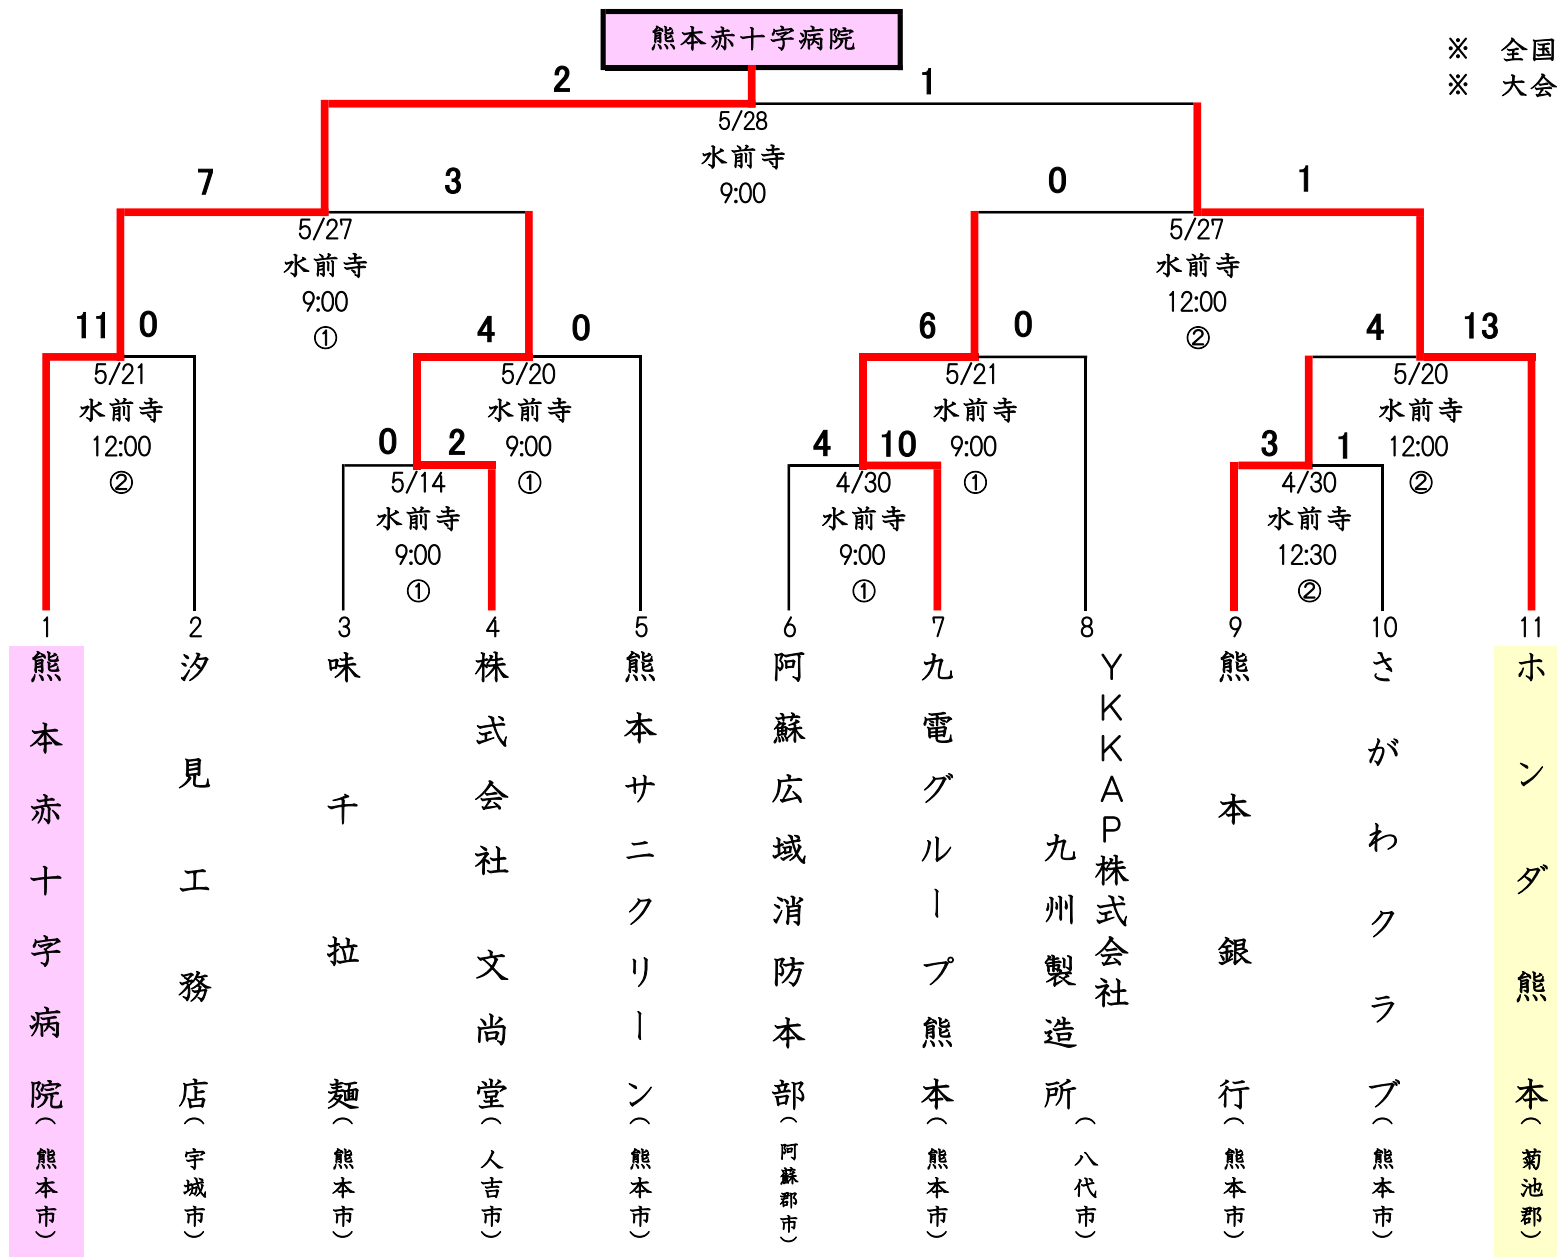 熊本赤十字病院
※ 全国
※ 大会
2
1
5/28
水前寺
9:00
7
3
0
1
5/27
水前寺
9:00
①
5/27
水前寺
12:00
②
11
0
4
0
6
0
4
13
5/21
水前寺
12:00
②
5/20
水前寺
9:00
①
5/21
水前寺
9:00
①
5/20
水前寺
12:00
②
0
2
4
10
3
1
5/14
水前寺
9:00
①
4/30
水前寺
9:00
①
4/30
水前寺
12:30
②
1
2
3
4
5
6
7
8
9
10
11
熊本赤十字病院(熊本市)
汐見工務店(宇城市)
味千拉麺(熊本市)
株式会社 文尚堂(人吉市)
熊本サニクリーン(熊本市)
阿蘇広域消防本部(阿蘇郡市)
九電グループ熊本(熊本市)
YKKAP株式会社
九州製造所(八代市)
熊本銀行(熊本市)
さがわクラブ(熊本市)
ホンダ熊本(菊池郡)